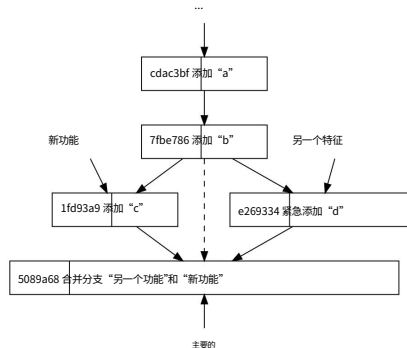 ...
cdac3bf 添加“a”
7fbe786 添加“b”
新功能
另一个特征
1fd93a9 添加“c”
e269334 紧急添加“d”
5089a68 合并分支“另一个功能”和“新功能”
主要的